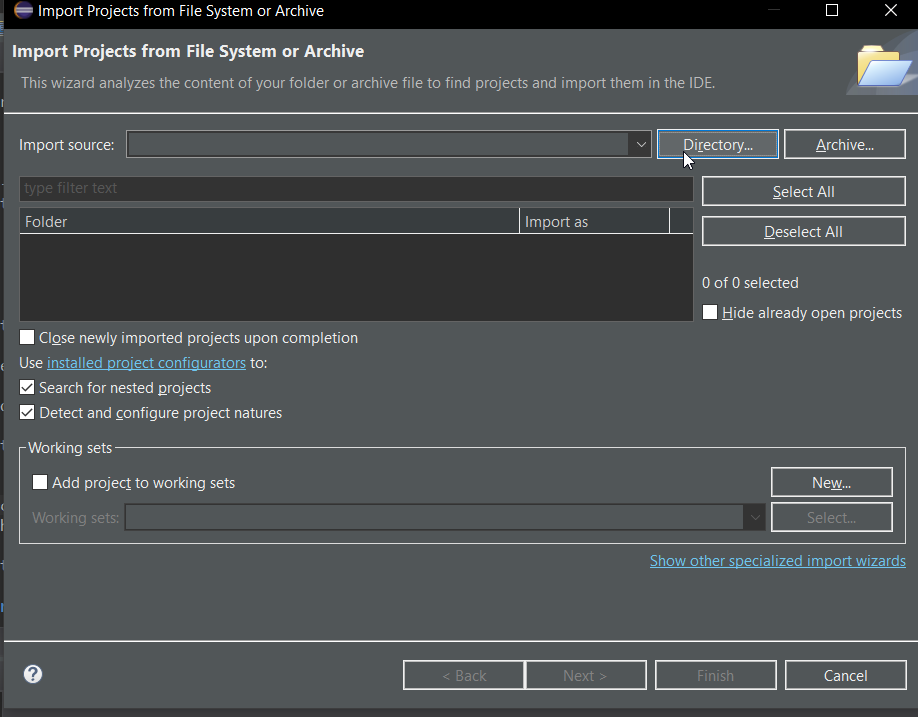 Import Projects from File System or Archive
Import Projects from File System or Archive
This wizard analyzes the content of your folder or archive file to find projects and import them in the IDE.
Import source: Directory... Archive...
type filter text Select All
Folder Import as
Deselect All
0 of 0 selected
Hide already open projects
Close newly imported projects upon completion
Use installed project configurators to:
Search for nested projects
Detect and configure project natures
Working sets
Add project to working sets New...
Working sets: Select...
Show other specialized import wizards
? < Back Next > Finish Cancel